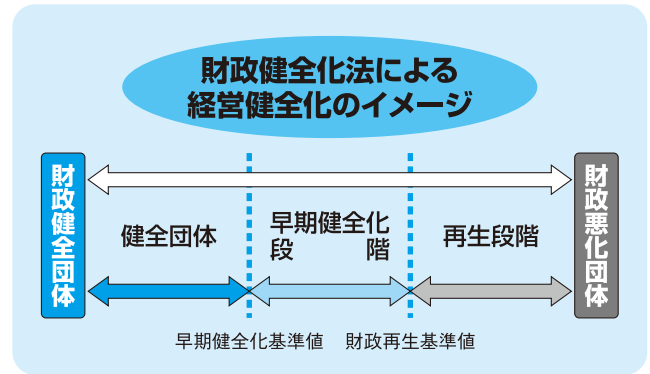 財政健全化法による
経営健全化のイメージ
財政健全団体
財政悪化団体
健全団体
早期健全化
段階
再生段階
早期健全化基準値
財政再生基準値